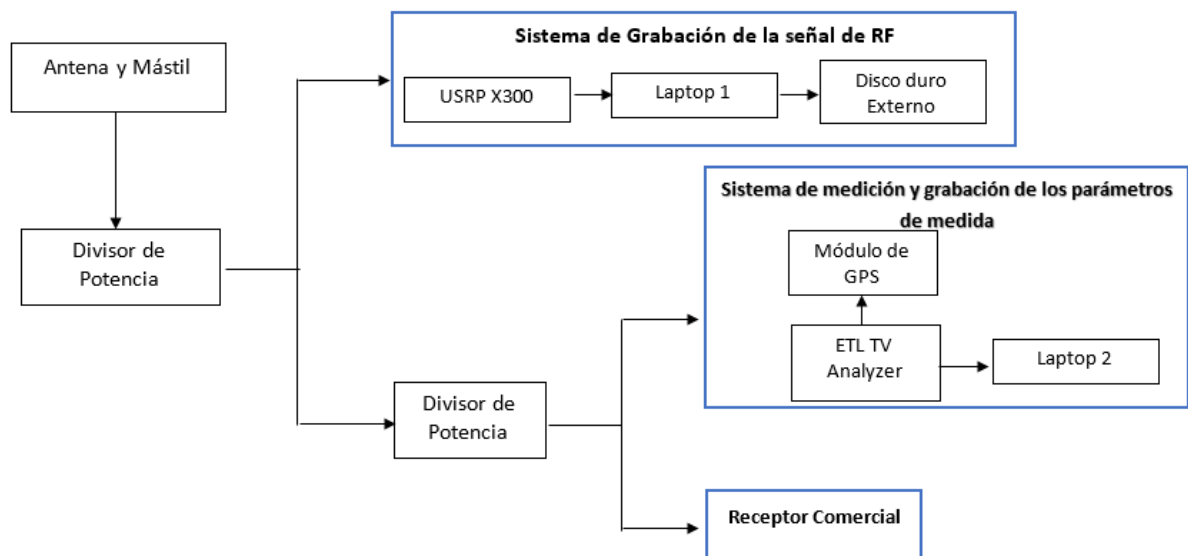 Sistema de Grabación de la señal de RF
Antena y Mástil
USRP X300
Laptop 1
Disco duro
Externo
Sistema de medición y grabación de los parámetros
de medida
Divisor de
Potencia
Módulo de
GPS
ETL TV
Analyzer
Laptop 2
Divisor de
Potencia
Receptor Comercial